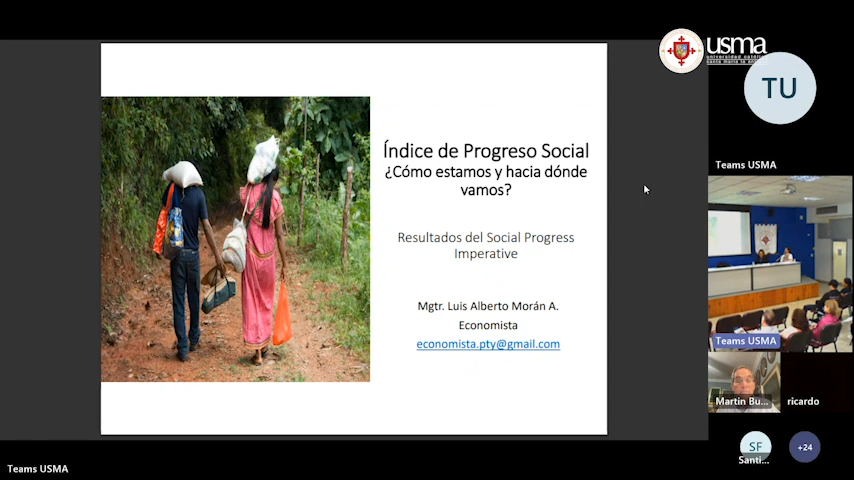 usma
TU
Teams USMA
Índice de Progreso Social
¿Cómo estamos y hacia dónde
vamos?
Resultados del Social Progress
Imperative
Mgtr. Luis Alberto Morán A.
Economista
economista.pty@gmail.com
Teams USMA
Martin Bu...
ricardo
SF
Santi...
+24
Teams USMA